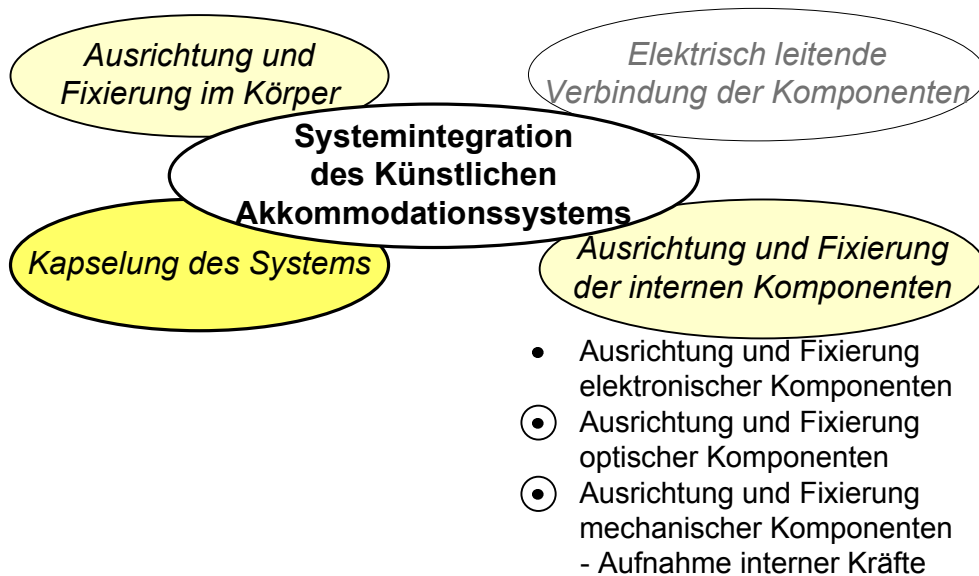 Ausrichtung und
Fixierung im Körper
Elektrisch leitende
Verbindung der Komponenten
Systemintegration
des Künstlichen
Akkommodationssystems
Kapselung des Systems
Ausrichtung und Fixierung
der internen Komponenten
• Ausrichtung und Fixierung
elektronischer Komponenten
• Ausrichtung und Fixierung
optischer Komponenten
• Ausrichtung und Fixierung
mechanischer Komponenten
- Aufnahme interner Kräfte